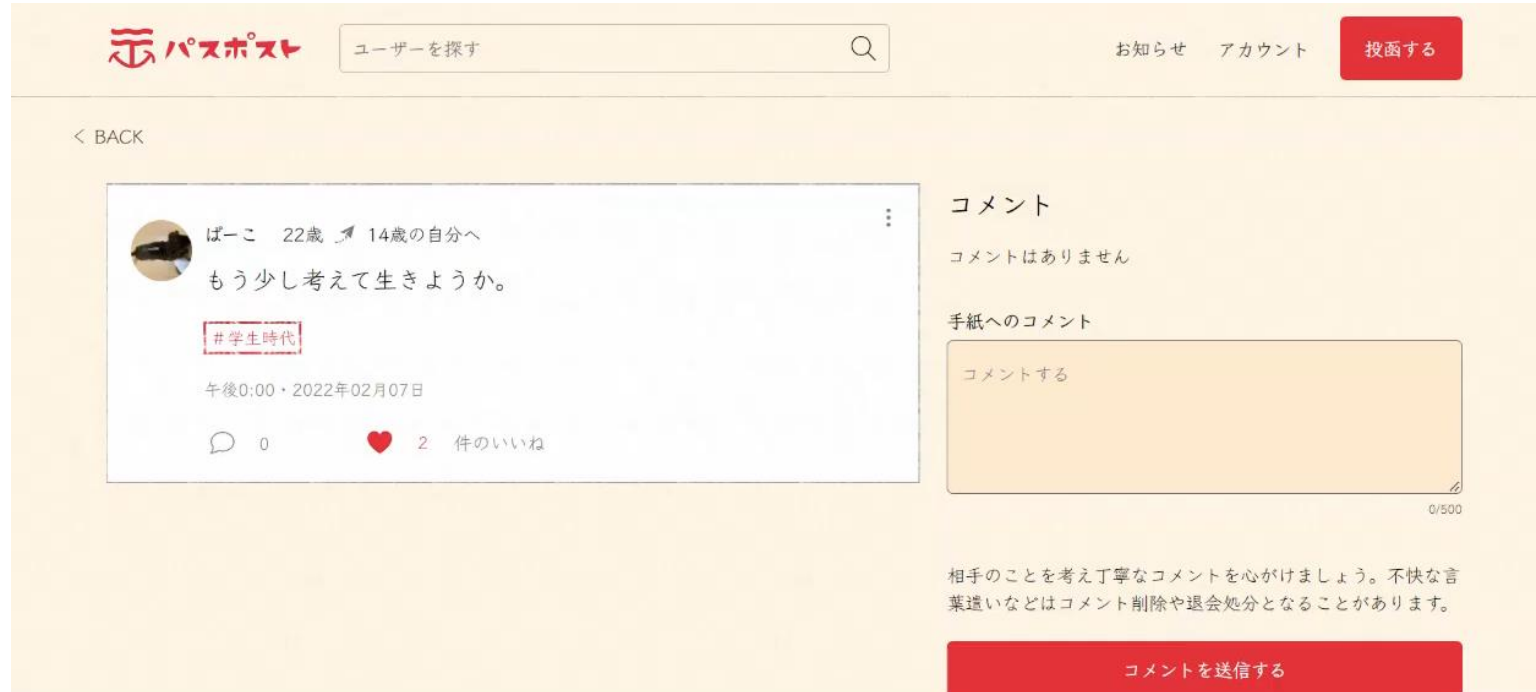 パスポスト
ユーザーを探す
お知らせ
アカウント
投函する
< BACK
ぱーこ 22歳 14歳の自分へ
もう少し考えて生きようか。
#学生時代
午後0:00・2022年02月07日
0
2 件のいいね
コメント
コメントはありません
手紙へのコメント
コメントする
0/500
相手のことを考え丁寧なコメントを心がけましょう。不快な言
葉遣いなどはコメント削除や退会処分となることがあります。
コメントを送信する